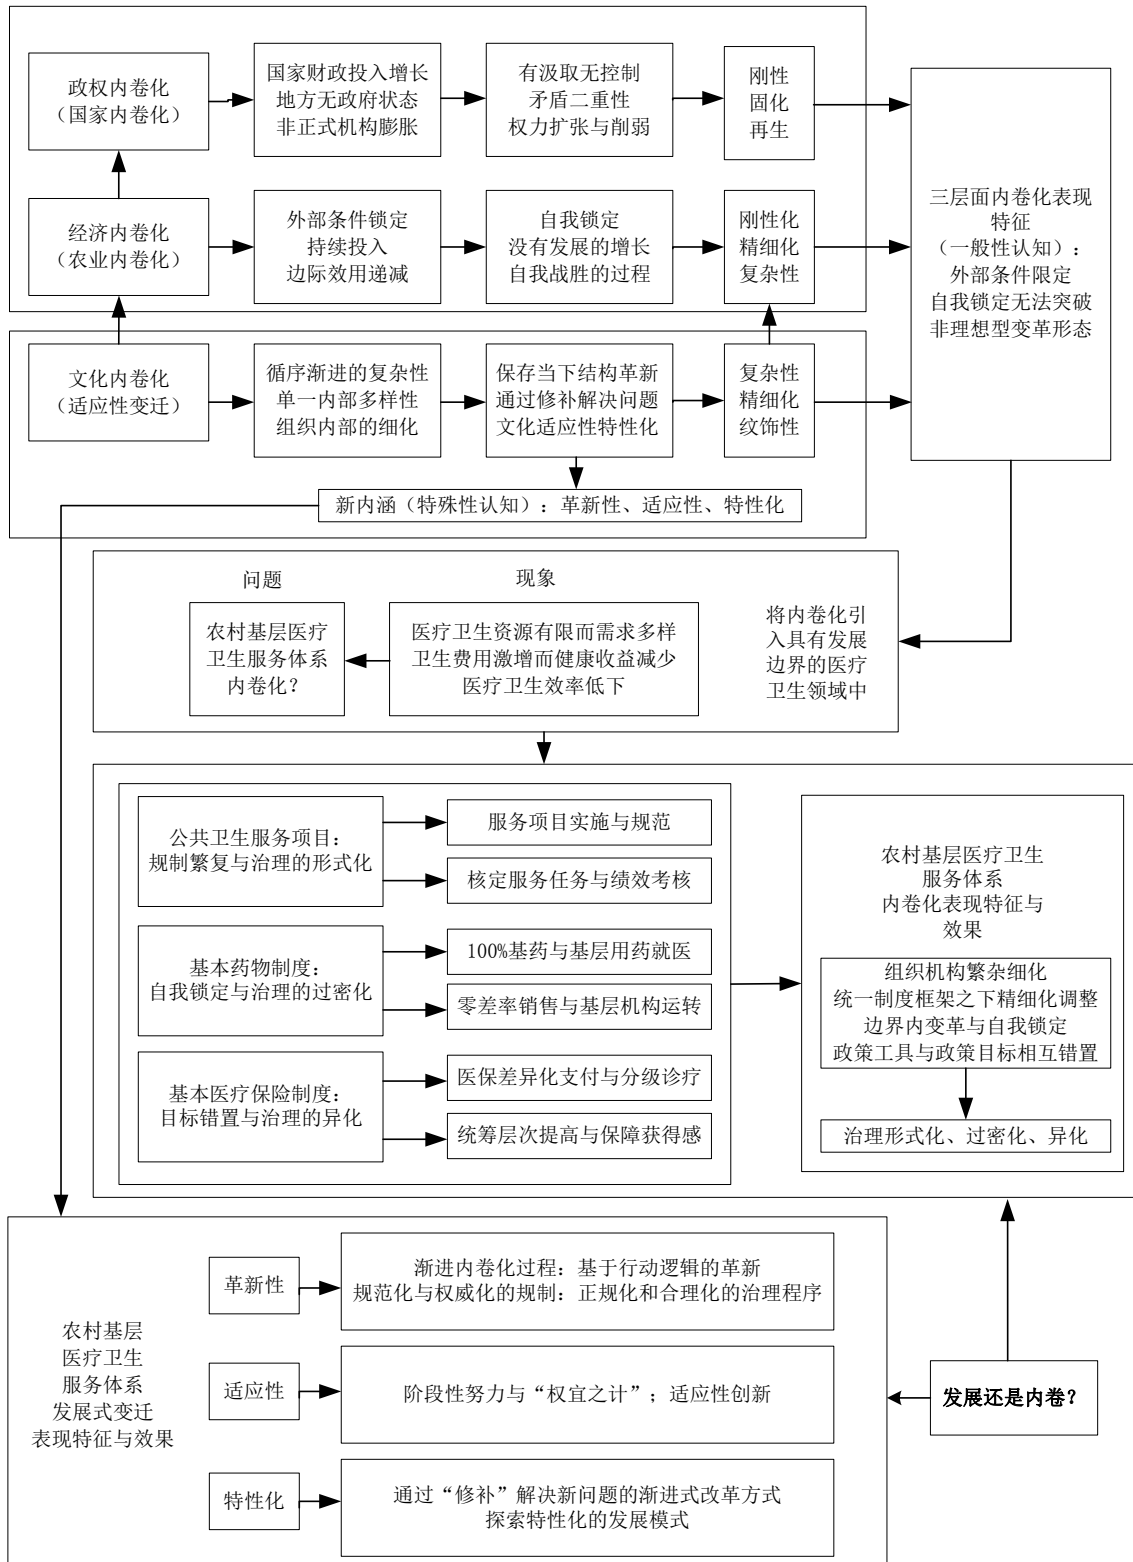 政权内卷化
（国家内卷化）
国家财政投入增长
地方无政府状态
非正式机构膨胀
有汲取无控制
矛盾二重性
权力扩张与削弱
刚性
固化
再生
经济内卷化
（农业内卷化）
外部条件锁定
持续投入
边际效用递减
自我锁定
没有发展的增长
自我战胜的过程
刚性化
精细化
复杂性
文化内卷化
（适应性变迁）
循序渐进的复杂性
单一内部多样性
组织内部的细化
保存当下结构革新
通过修补解决问题
文化适应性特性化
复杂性
精细化
纹饰性
新内涵（特殊性认知）：革新性、适应性、特性化
三层面内卷化表现
特征
（一般性认知）：
外部条件限定
自我锁定无法突破
非理想型变革形态
问题
现象
农村基层医疗
卫生服务体系
内卷化？
医疗卫生资源有限而需求多样
卫生费用激增而健康收益减少
医疗卫生效率低下
将内卷化引
入具有发展
边界的医疗
卫生领域中
公共卫生服务项目：
规制繁复与治理的形式化
服务项目实施与规范
核定服务任务与绩效考核
基本药物制度：
自我锁定与治理的过密化
100%基药与基层用药就医
零差率销售与基层机构运转
基本医疗保险制度：
目标错置与治理的异化
医保差异化支付与分级诊疗
统筹层次提高与保障获得感
农村基层医疗卫生
服务体系
内卷化表现特征与
效果
组织机构繁杂细化
统一制度框架之下精细化调整
边界内变革与自我锁定
政策工具与政策目标相互错置
治理形式化、过密化、异化
农村基层
医疗卫生
服务体系
发展式变迁
表现特征与效果
革新性
渐进内卷化过程：基于行动逻辑的革新
规范化与权威化的规制：正规化和合理化的治理程序
适应性
阶段性努力与“权宜之计”；适应性创新
特性化
通过“修补”解决新问题的渐进式改革方式
探索特性化的发展模式
发展还是内卷？